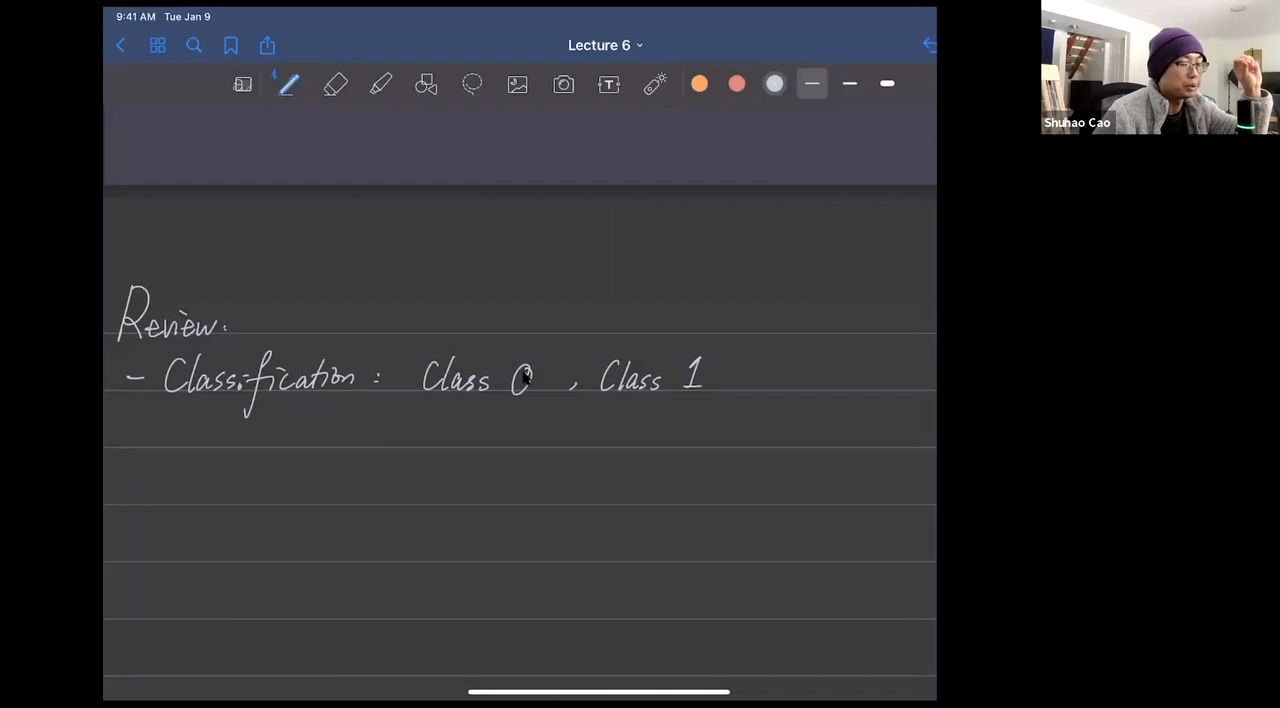 9:41 AM Tue Jan 9
Lecture 6
T
Shuhao Cao
Review.
- Classification : Class 0 , Class 1